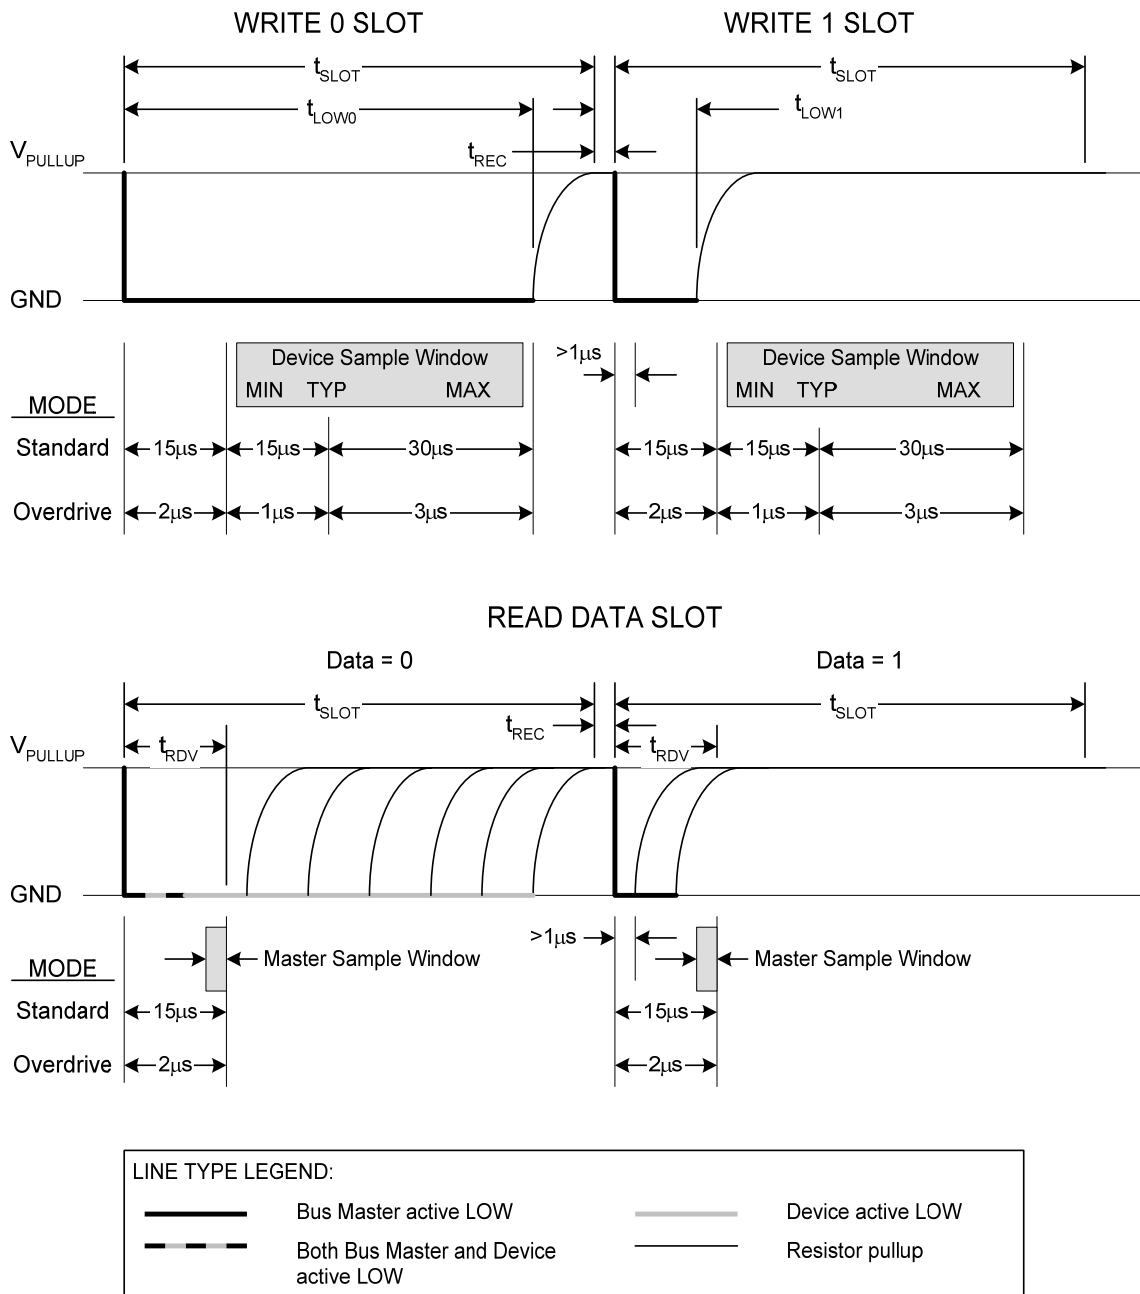 WRITE 0 SLOT WRITE 1 SLOT
tSLOT tSLOT
tLOW0 tLOW1
VPULLUP tREC
GND
Device Sample Window >1µs Device Sample Window
MIN TYP MAX MIN TYP MAX
MODE
Standard 15µs 15µs 30µs 15µs 15µs 30µs
Overdrive 2µs 1µs 3µs 2µs 1µs 3µs
READ DATA SLOT
Data = 0 Data = 1
tSLOT tSLOT
tREC
VPULLUP tRDV tRDV
GND
>1µs
Master Sample Window Master Sample Window
MODE
Standard 15µs 15µs
Overdrive 2µs 2µs
LINE TYPE LEGEND:
Bus Master active LOW Device active LOW
Both Bus Master and Device Resistor pullup
active LOW